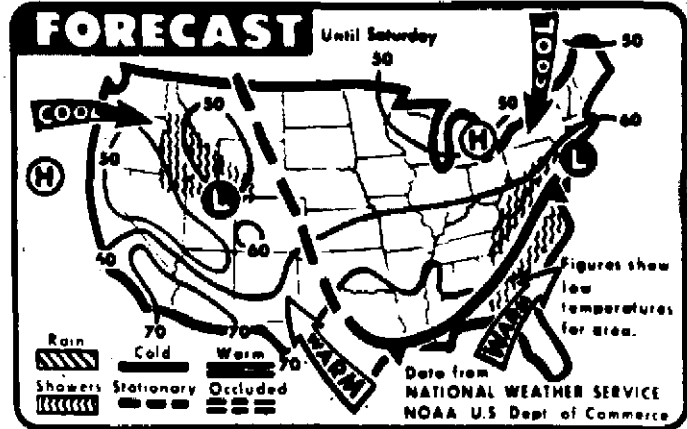 FORECAST
Until Saturday
50
50
COOL
COOL
50
50
60
H
L
H
50
L
60
40
Figures show
low
temperatures
for area.
70
70
70
WARM
WARM
Rain
Cold
Warm
Showers
Stationary
Occluded
Data from
NATIONAL WEATHER SERVICE
NOAA U.S Dept of Commerce